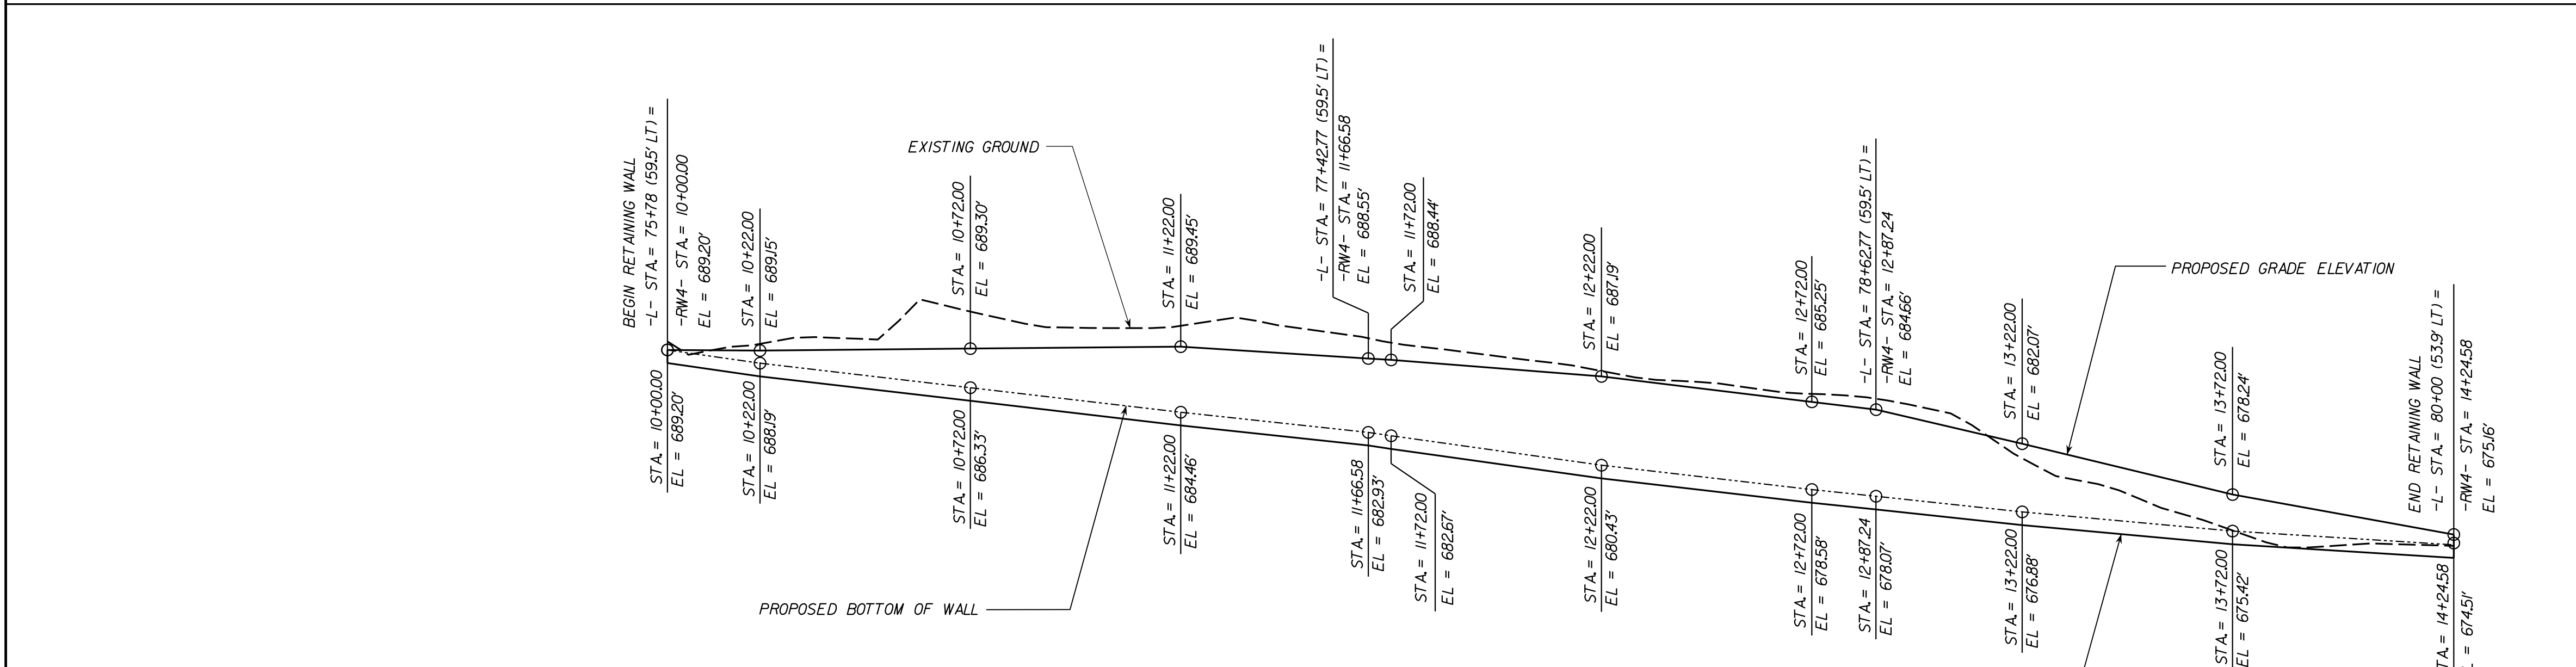 BEGIN RETAINING WALL
-L- STA.= 75+78 (59.5' LT) =
-RW4- STA.= 10+00.00
EL = 689.20'
STA.= 10+22.00
EL = 689.15'
EXISTING GROUND
STA.= 10+72.00
EL = 689.30'
STA.= 11+22.00
EL = 689.45'
-L- STA.= 77+42.77 (59.5' LT) =
-RW4- STA.= 11+66.58
EL = 688.55'
STA.= 11+72.00
EL = 688.44'
STA.= 12+22.00
EL = 687.19'
STA.= 12+72.00
EL = 685.25'
-L- STA.= 78+62.77 (59.5' LT) =
-RW4- STA.= 12+87.24
EL = 684.66'
STA.= 13+22.00
EL = 682.07'
PROPOSED GRADE ELEVATION
STA.= 13+72.00
EL = 678.24'
END RETAINING WALL
-L- STA.= 80+00 (53.9' LT) =
-RW4- STA.= 14+24.58
EL = 675.16'
STA.= 10+00.00
EL = 689.20'
STA.= 10+22.00
EL = 688.19'
STA.= 10+72.00
EL = 686.33'
STA.= 11+22.00
EL = 684.46'
STA.= 11+66.58
EL = 682.93'
STA.= 11+72.00
EL = 682.67'
STA.= 12+22.00
EL = 680.43'
STA.= 12+72.00
EL = 678.58'
STA.= 12+87.24
EL = 678.07'
STA.= 13+22.00
EL = 676.88'
STA.= 13+72.00
EL = 675.42'
TA.= 14+24.58
= 674.51'
PROPOSED BOTTOM OF WALL